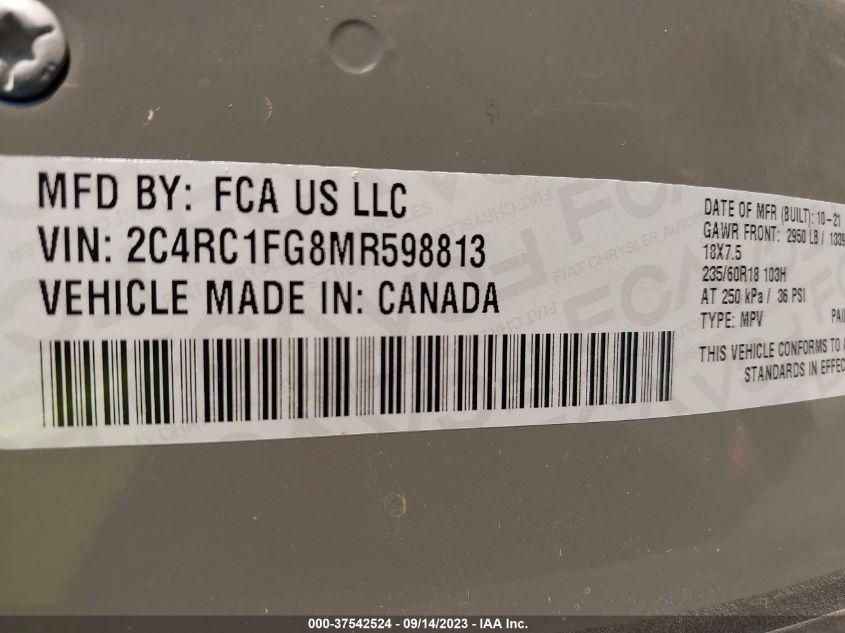 MFD BY: FCA US LLC
VIN: 2C4RC1FG8MR598813
VEHICLE MADE IN: CANADA
DATE OF MFR (BUILT): 10-21
GAWR FRONT: 2950 LB / 1339
18X7.5
235/60R18 103H
AT 250 kPa / 36 PSI
TYPE: MPV PAI
THIS VEHICLE CONFORMS TO A
STANDARDS IN EFFEC
000-37542524 - 09/14/2023 - IAA Inc.